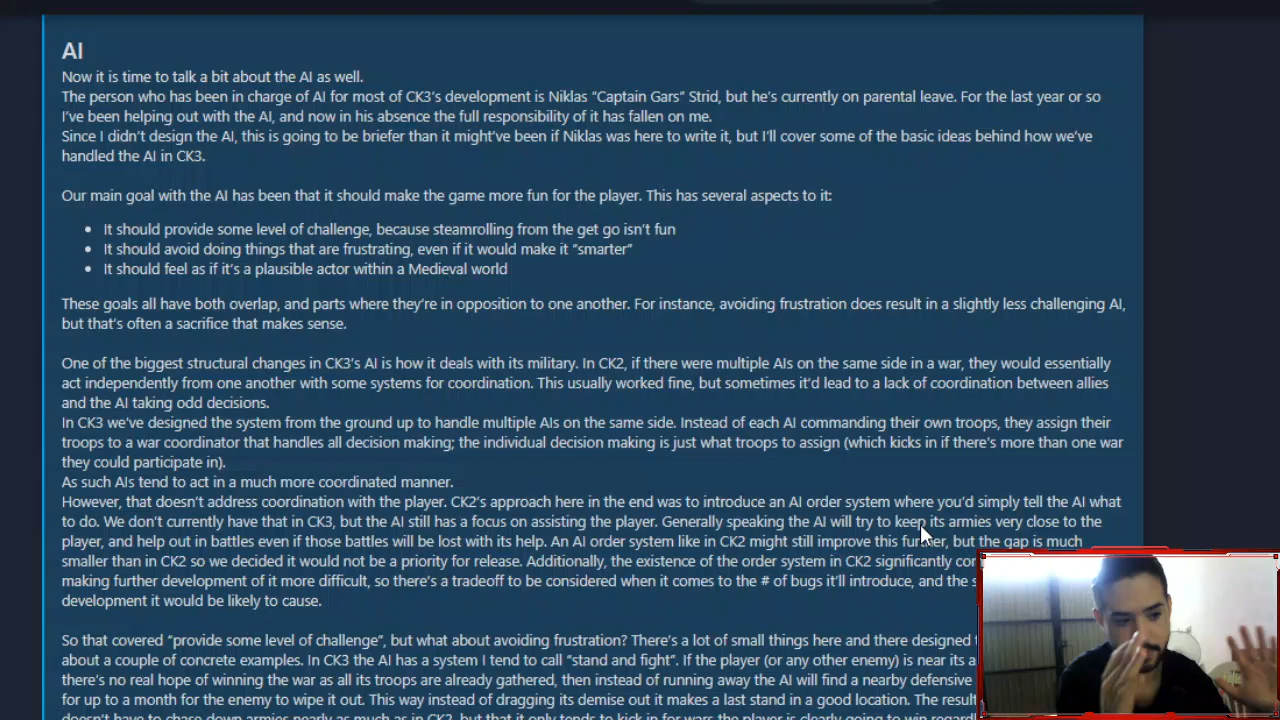 AI
Now it is time to talk a bit about the AI as well.
The person who has been in charge of AI for most of CK3's development is Niklas “Captain Gars” Strid, but he's currently on parental leave. For the last year or so
I've been helping out with the AI, and now in his absence the full responsibility of it has fallen on me.
Since I didn't design the AI, this is going to be briefer than it might've been if Niklas was here to write it, but I'll cover some of the basic ideas behind how we've
handled the AI in CK3.
Our main goal with the AI has been that it should make the game more fun for the player. This has several aspects to it:
• It should provide some level of challenge, because steamrolling from the get go isn't fun
• It should avoid doing things that are frustrating, even if it would make it “smarter”
• It should feel as if it's a plausible actor within a Medieval world
These goals all have both overlap, and parts where they're in opposition to one another. For instance, avoiding frustration does result in a slightly less challenging AI,
but that's often a sacrifice that makes sense.
One of the biggest structural changes in CK3's AI is how it deals with its military. In CK2, if there were multiple AIs on the same side in a war, they would essentially
act independently from one another with some systems for coordination. This usually worked fine, but sometimes it'd lead to a lack of coordination between allies
and the AI taking odd decisions.
In CK3 we've designed the system from the ground up to handle multiple AIs on the same side. Instead of each AI commanding their own troops, they assign their
troops to a war coordinator that handles all decision making; the individual decision making is just what troops to assign (which kicks in if there's more than one war
they could participate in).
As such AIs tend to act in a much more coordinated manner.
However, that doesn't address coordination with the player. CK2's approach here in the end was to introduce an AI order system where you'd simply tell the AI what
to do. We don't currently have that in CK3, but the AI still has a focus on assisting the player. Generally speaking the AI will try to keep its armies very close to the
player, and help out in battles even if those battles will be lost with its help. An AI order system like in CK2 might still improve this further, but the gap is much
smaller than in CK2 so we decided it would not be a priority for release. Additionally, the existence of the order system in CK2 significantly
making further development of it more difficult, so there's a tradeoff to be considered when it comes to the # of bugs it'll introduce, and the
development it would be likely to cause.
So that covered “provide some level of challenge”, but what about avoiding frustration? There's a lot of small things here and there designed
about a couple of concrete examples. In CK3 the AI has a system I tend to call “stand and fight”. If the player (or any other enemy) is near its
there's no real hope of winning the war as all its troops are already gathered, then instead of running away the AI will find a nearby defensive
for up to a month for the enemy to wipe it out. This way instead of dragging its demise out it makes a last stand in a good location. The
doesn't have to chase down armies nearly as much as in CK2, but that it only tends to kick in for wars the player is clearly going to win